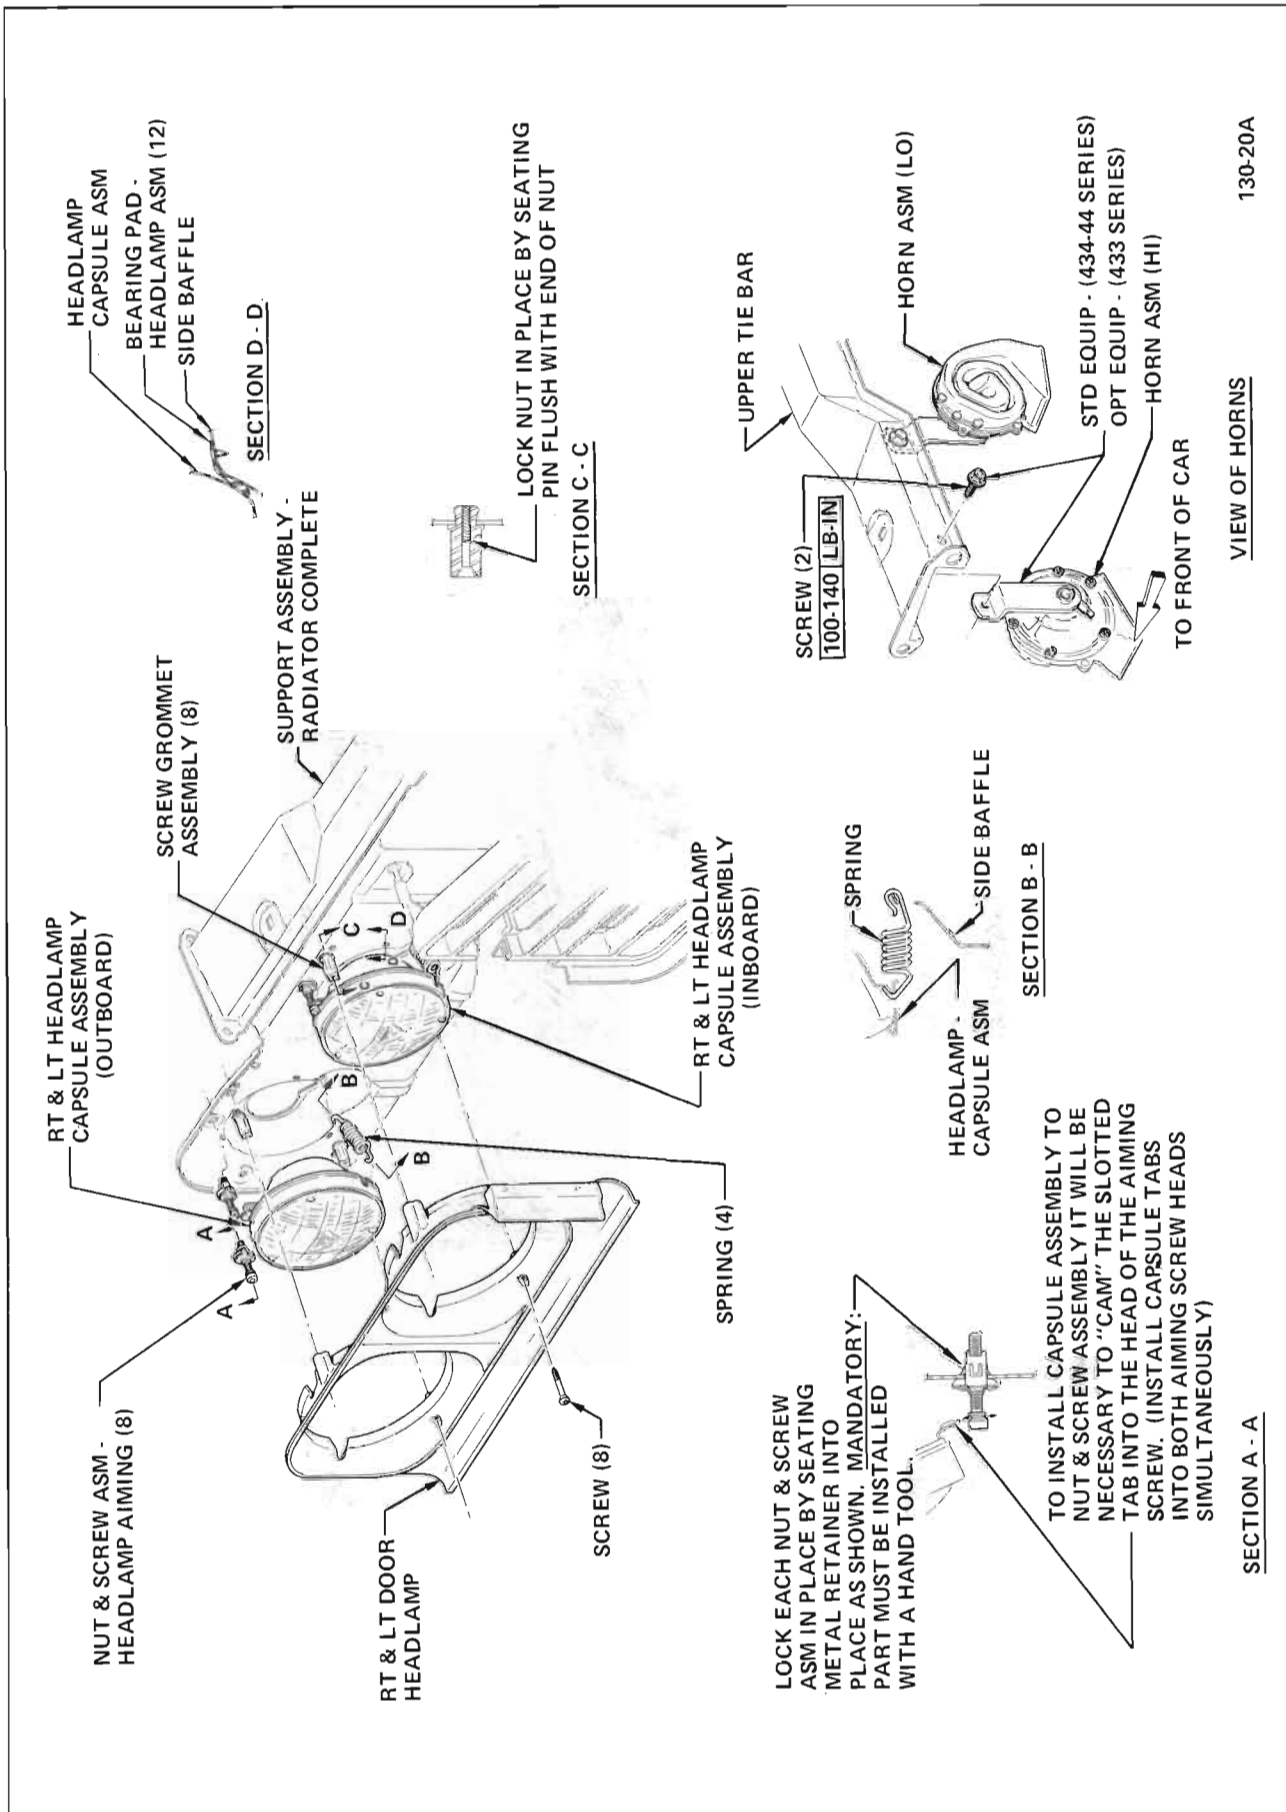 NUT & SCREW ASM -
HEADLAMP AIMING (8)
RT & LT HEADLAMP
CAPSULE ASSEMBLY
(OUTBOARD)
SCREW GROMMET
ASSEMBLY (8)
SUPPORT ASSEMBLY -
RADIATOR COMPLETE
HEADLAMP
CAPSULE ASM
BEARING PAD -
HEADLAMP ASM (12)
SIDE BAFFLE
SECTION D - D
A
A
B
B
C
C
D
D
RT & LT DOOR
HEADLAMP
SCREW (8)
SPRING (4)
RT & LT HEADLAMP
CAPSULE ASSEMBLY
(INBOARD)
LOCK NUT IN PLACE BY SEATING
PIN FLUSH WITH END OF NUT
SECTION C - C
LOCK EACH NUT & SCREW
ASM IN PLACE BY SEATING
METAL RETAINER INTO
PLACE AS SHOWN. MANDATORY:
PART MUST BE INSTALLED
WITH A HAND TOOL
TO INSTALL CAPSULE ASSEMBLY TO
NUT & SCREW ASSEMBLY IT WILL BE
NECESSARY TO "CAM" THE SLOTTED
TAB INTO THE HEAD OF THE AIMING
SCREW. (INSTALL CAPSULE TABS
INTO BOTH AIMING SCREW HEADS
SIMULTANEOUSLY)
SECTION A - A
SPRING
HEADLAMP -
CAPSULE ASM
SIDE BAFFLE
SECTION B - B
SCREW (2)
100-140 LB-IN
UPPER TIE BAR
HORN ASM (LO)
STD EQUIP - (434-44 SERIES)
OPT EQUIP - (433 SERIES)
HORN ASM (HI)
TO FRONT OF CAR
VIEW OF HORNS
130-20A